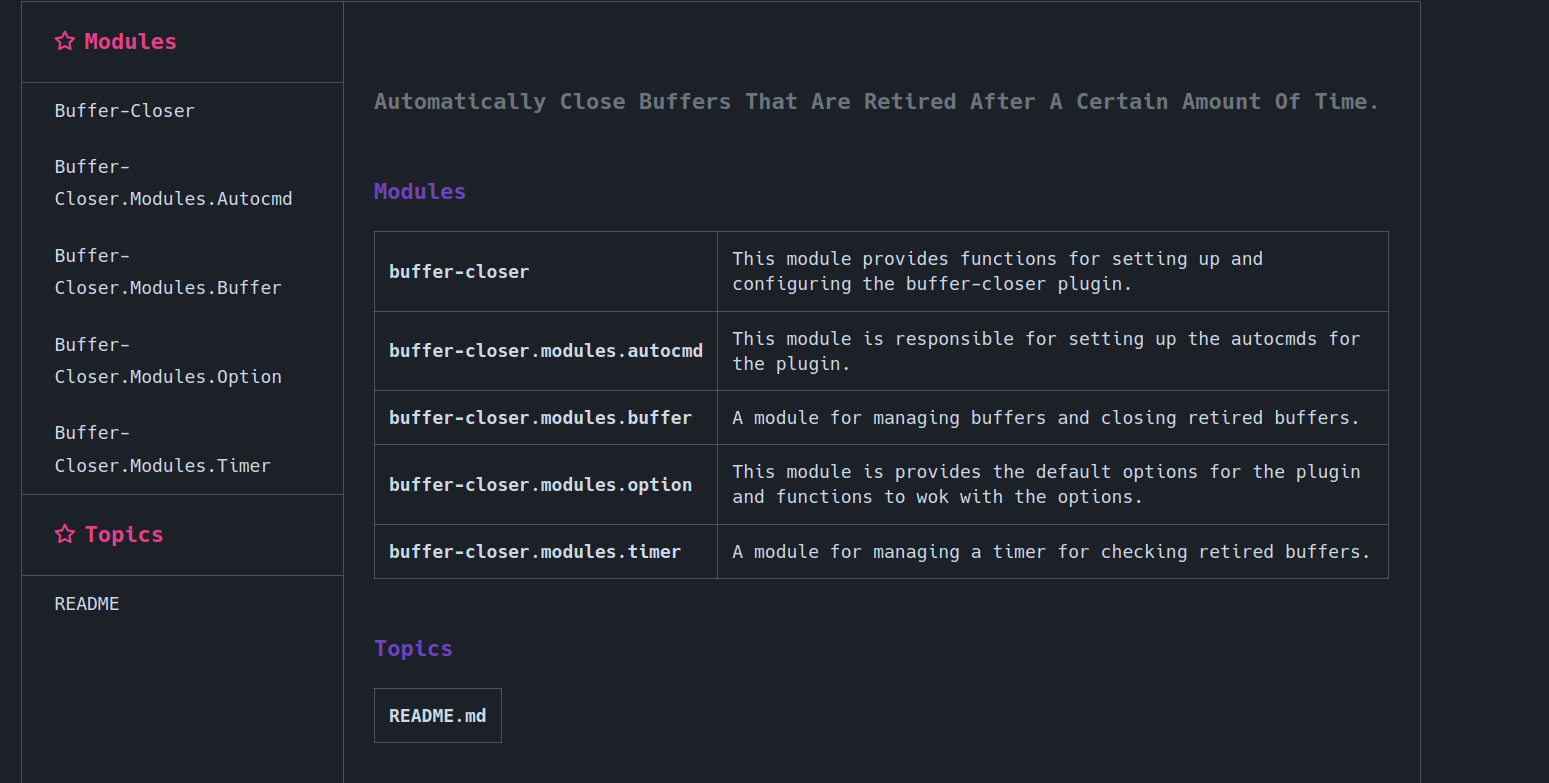 Modules
Buffer-Closer
Buffer-
Closer.Modules.Autocmd
Buffer-
Closer.Modules.Buffer
Buffer-
Closer.Modules.Option
Buffer-
Closer.Modules.Timer
Topics
README
Automatically Close Buffers That Are Retired After A Certain Amount Of Time.
Modules
buffer-closer
This module provides functions for setting up and
configuring the buffer-closer plugin.
buffer-closer.modules.autocmd
This module is responsible for setting up the autocmds for
the plugin.
buffer-closer.modules.buffer
A module for managing buffers and closing retired buffers.
buffer-closer.modules.option
This module is provides the default options for the plugin
and functions to wok with the options.
buffer-closer.modules.timer
A module for managing a timer for checking retired buffers.
Topics
README.md